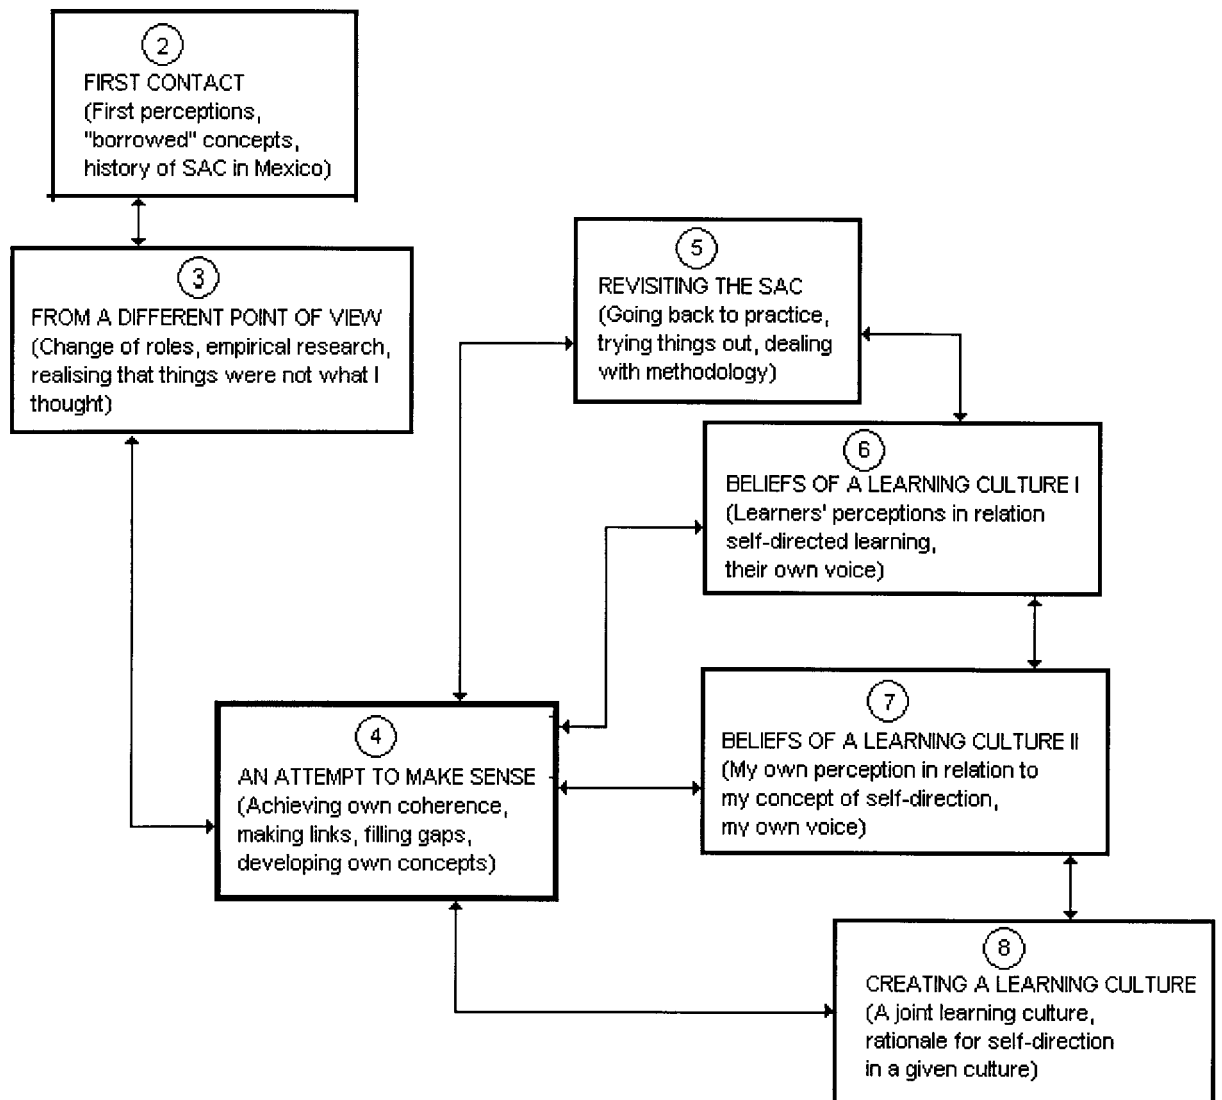 2
FIRST CONTACT
(First perceptions,
"borrowed" concepts,
history of SAC in Mexico)
3
FROM A DIFFERENT POINT OF VIEW
(Change of roles, empirical research,
realising that things were not what I
thought)
5
REVISITING THE SAC
(Going back to practice,
trying things out, dealing
with methodology)
6
BELIEFS OF A LEARNING CULTURE I
(Learners' perceptions in relation
self-directed learning,
their own voice)
4
AN ATTEMPT TO MAKE SENSE
(Achieving own coherence,
making links, filling gaps,
developing own concepts)
7
BELIEFS OF A LEARNING CULTURE II
(My own perception in relation to
my concept of self-direction,
my own voice)
8
CREATING A LEARNING CULTURE
(A joint learning culture,
rationale for self-direction
in a given culture)